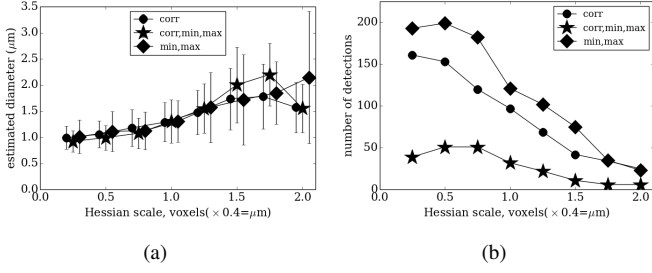 3.5
3.0
2.5
2.0
1.5
1.0
0.5
0.0
estimated diameter (μm)
corr
corr,min,max
min,max
0.0 0.5 1.0 1.5 2.0
Hessian scale, voxels(×0.4=μm)
(a)
200
150
100
50
0
number of detections
corr
corr,min,max
min,max
0.0 0.5 1.0 1.5 2.0
Hessian scale, voxels(×0.4=μm)
(b)